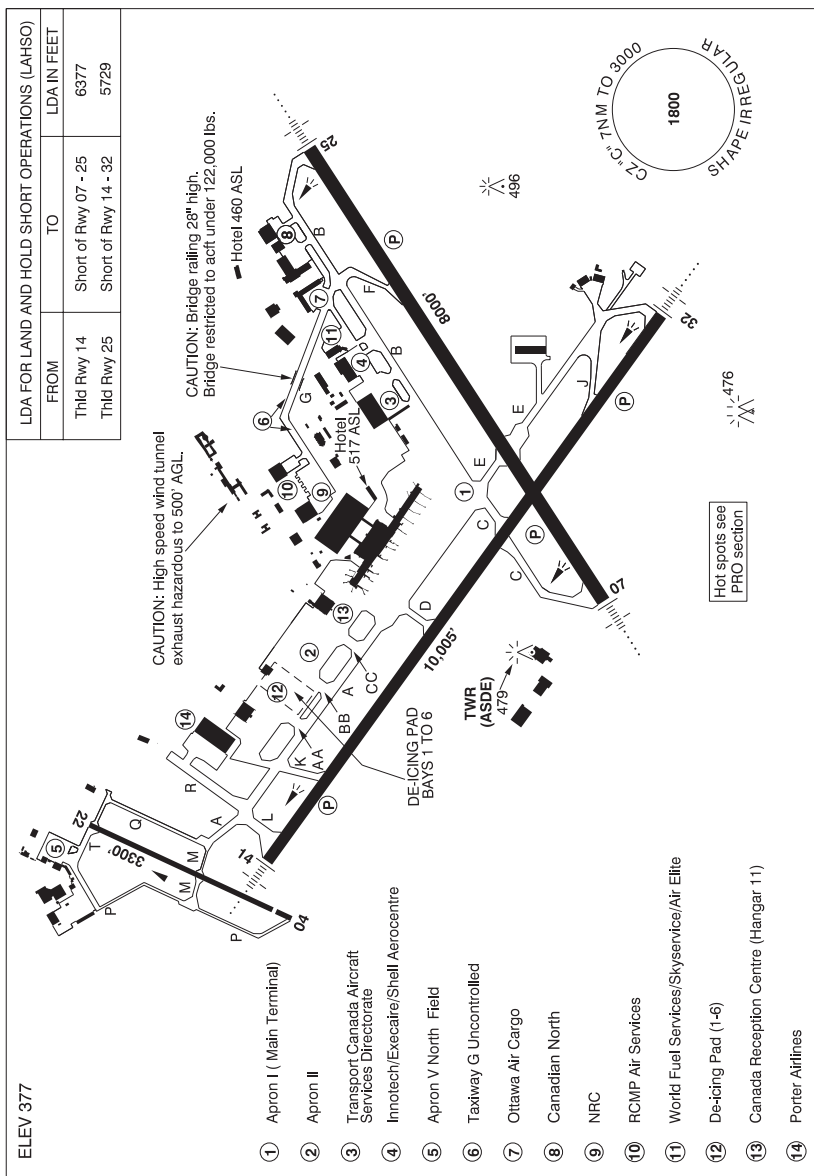 ELEV 377
LDA FOR LAND AND HOLD SHORT OPERATIONS (LAHSO)
FROM TO LDA IN FEET
Thld Rwy 14 Short of Rwy 07 - 25 6377
Thld Rwy 25 Short of Rwy 14 - 32 5729
CAUTION: High speed wind tunnel
exhaust hazardous to 500' AGL.
CAUTION: Bridge railing 28" high.
Bridge restricted to acft under 122,000 lbs.
Hotel 460 ASL
Hotel
517 ASL
5
22
Q
T
3300'
P
M
M
P
04
14
R
A
L
14
K
AA
BB
CC
A
12
2
13
D
DE-ICING PAD
BAYS 1 TO 6
10,005'
P
10
9
6
G
11
7
8
4
3
B
B
F
25
8000'
P
1
C
C
E
E
J
P
P
07
32
TWR
(ASDE)
479
496
476
CZ "C" 7NM TO 3000
1800
SHAPE IRREGULAR
Hot spots see
PRO section
1 Apron I ( Main Terminal)
2 Apron II
3 Transport Canada Aircraft
Services Directorate
4 Innotech/Execaire/Shell Aerocentre
5 Apron V North Field
6 Taxiway G Uncontrolled
7 Ottawa Air Cargo
8 Canadian North
9 NRC
10 RCMP Air Services
11 World Fuel Services/Skyservice/Air Elite
12 De-icing Pad (1-6)
13 Canada Reception Centre (Hangar 11)
14 Porter Airlines